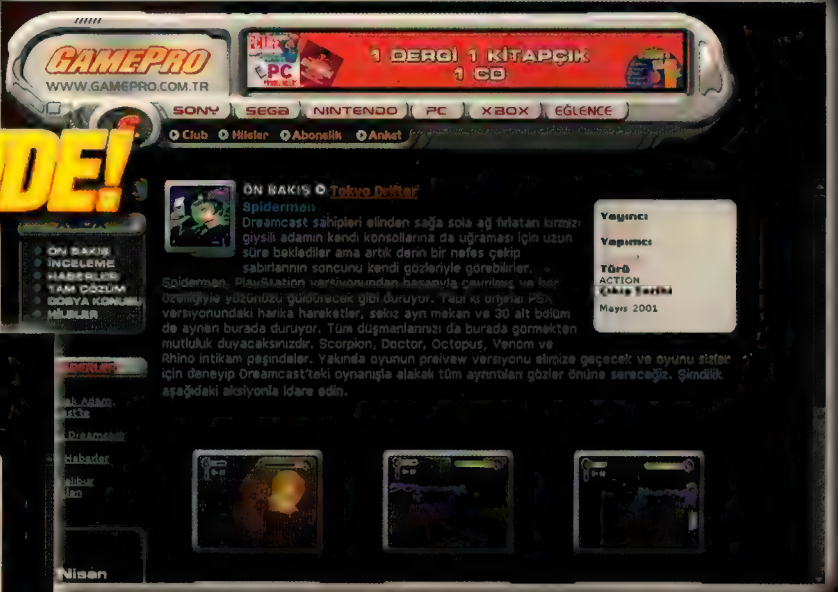 GAMEPRO
WWW.GAMEPRO.COM.TR
PC
1 DERGİ 1 KİTAPÇIK
1 CD
SONY SEGA NINTENDO PC XBOX EĞLENCE
Club Hileler Abonelik Anket
DE!
ÖN BAKIŞ
İNCELEME
HABERLER
TAM ÇÖZÜM
DOSYA KONUSU
HİLELER
ÖN BAKIŞ Tokyo Drifter
Spiderman
Dreamcast sahipleri elinden sağa sola ağ fırlatan kırmızı
giysili adamın kendi konsollarına da uğraması için uzun
süre beklediler ama artık derin bir nefes çekip
sabırlarının soncunu kendi gözleriyle görebilirler.
Spiderman, PlayStation versiyonundan başarıyla çevrilmiş ve her
özelliğiyle yüzünüzü güldürecek gibi duruyor. Tabi ki orijinal PSX
versiyonundaki harika hareketler, sekiz ayrı mekan ve 30 alt bölüm
de aynen burada duruyor. Tüm düşmanlarınızı da burada görmekten
mutluluk duyacaksınızdır. Scorpion, Doctor, Octopus, Venom ve
Rhino intikam peşindeler. Yakında oyunun preivew versiyonu elimize geçecek ve oyunu sizler
için deneyip Dreamcast'teki oynanışla alakalı tüm ayrıntıları gözler önüne sereceğiz. Şimdilik
aşağıdaki aksiyonla idare edin.
Yayıncı
Yapımcı
Türü
ACTION
Çıkış Tarihi
Mayıs 2001
Adam
Dreamcast
Haberler
Nisan